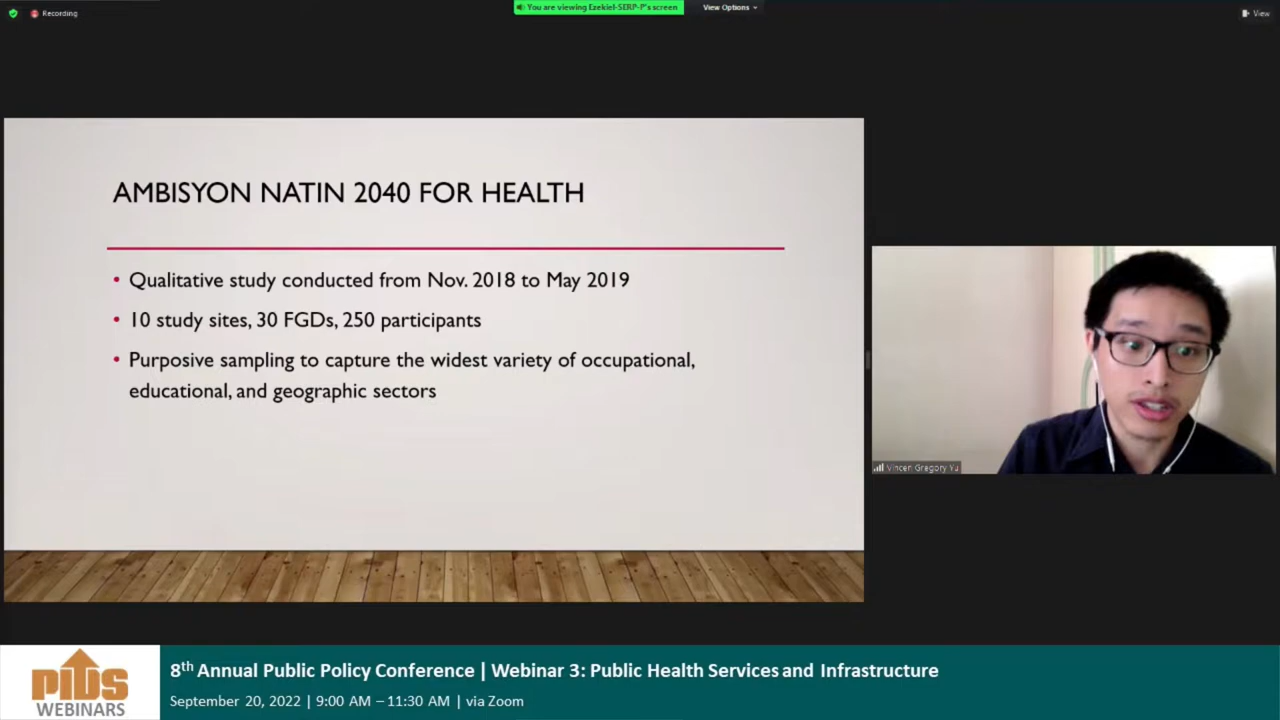 Recording
You are viewing Ezekiel-SERP-P's screen
View Options
View
AMBISYON NATIN 2040 FOR HEALTH
• Qualitative study conducted from Nov. 2018 to May 2019
• 10 study sites, 30 FGDs, 250 participants
• Purposive sampling to capture the widest variety of occupational,
educational, and geographic sectors
Vincen Gregory Yu
PIDS
WEBINARS
8th Annual Public Policy Conference | Webinar 3: Public Health Services and Infrastructure
September 20, 2022 | 9:00 AM – 11:30 AM | via Zoom